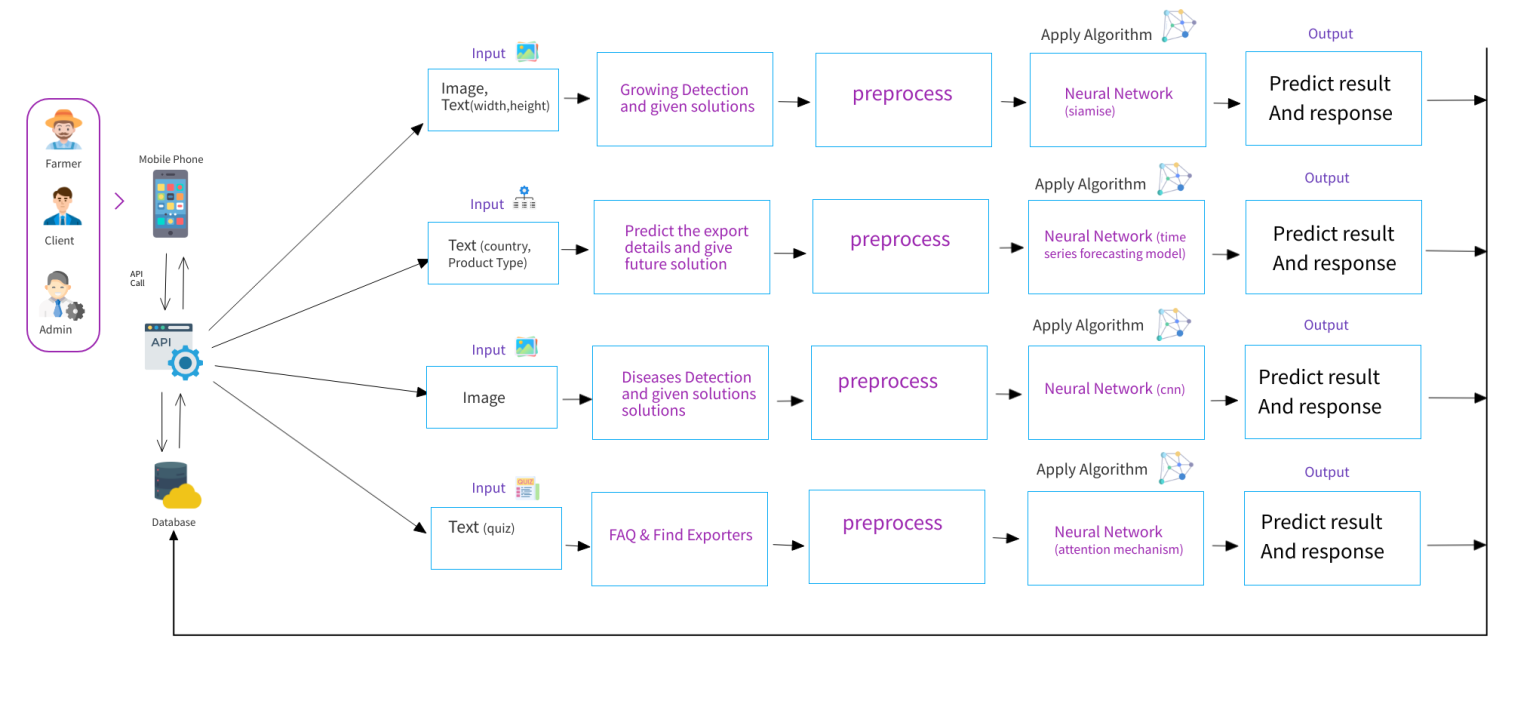 Farmer
Client
Admin
Mobile Phone
API
Call
API
Database
Input
Image,
Text(width,height)
Growing Detection
and given solutions
preprocess
Apply Algorithm
Neural Network
(siamise)
Output
Predict result
And response
Input
Text (country,
Product Type)
Predict the export
details and give
future solution
preprocess
Apply Algorithm
Neural Network (time
series forecasting model)
Output
Predict result
And response
Input
Image
Diseases Detection
and given solutions
solutions
preprocess
Apply Algorithm
Neural Network (cnn)
Output
Predict result
And response
Input
QUIZ
Text (quiz)
FAQ & Find Exporters
preprocess
Apply Algorithm
Neural Network
(attention mechanism)
Output
Predict result
And response